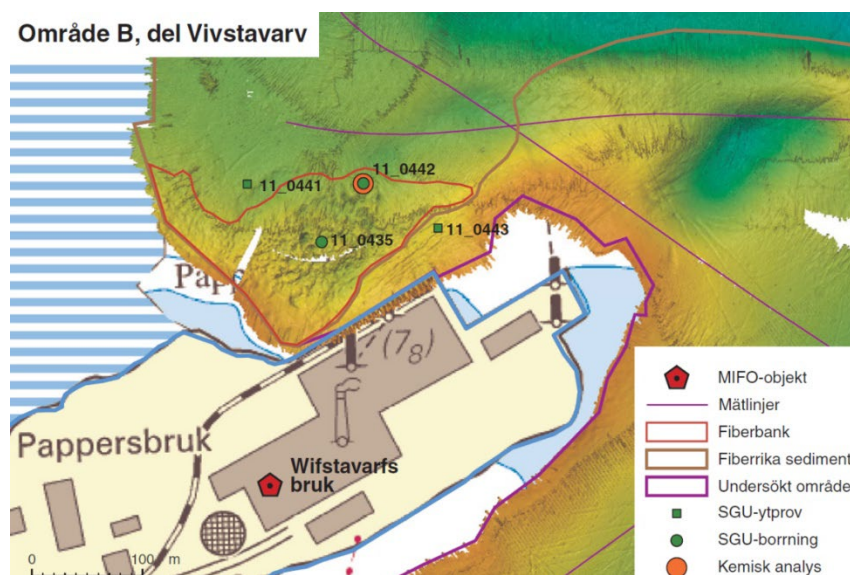 Område B, del Vivstavarv
11_0442
11_0441
11_0435
11_0443
Papp
(7₈)
Pappersbruk
Wifstavarfs
bruk
0 100 m
MIFO-objekt
Mätlinjer
Fiberbank
Fiberrika sediment
Undersökt område
SGU-ytprov
SGU-borrning
Kemisk analys